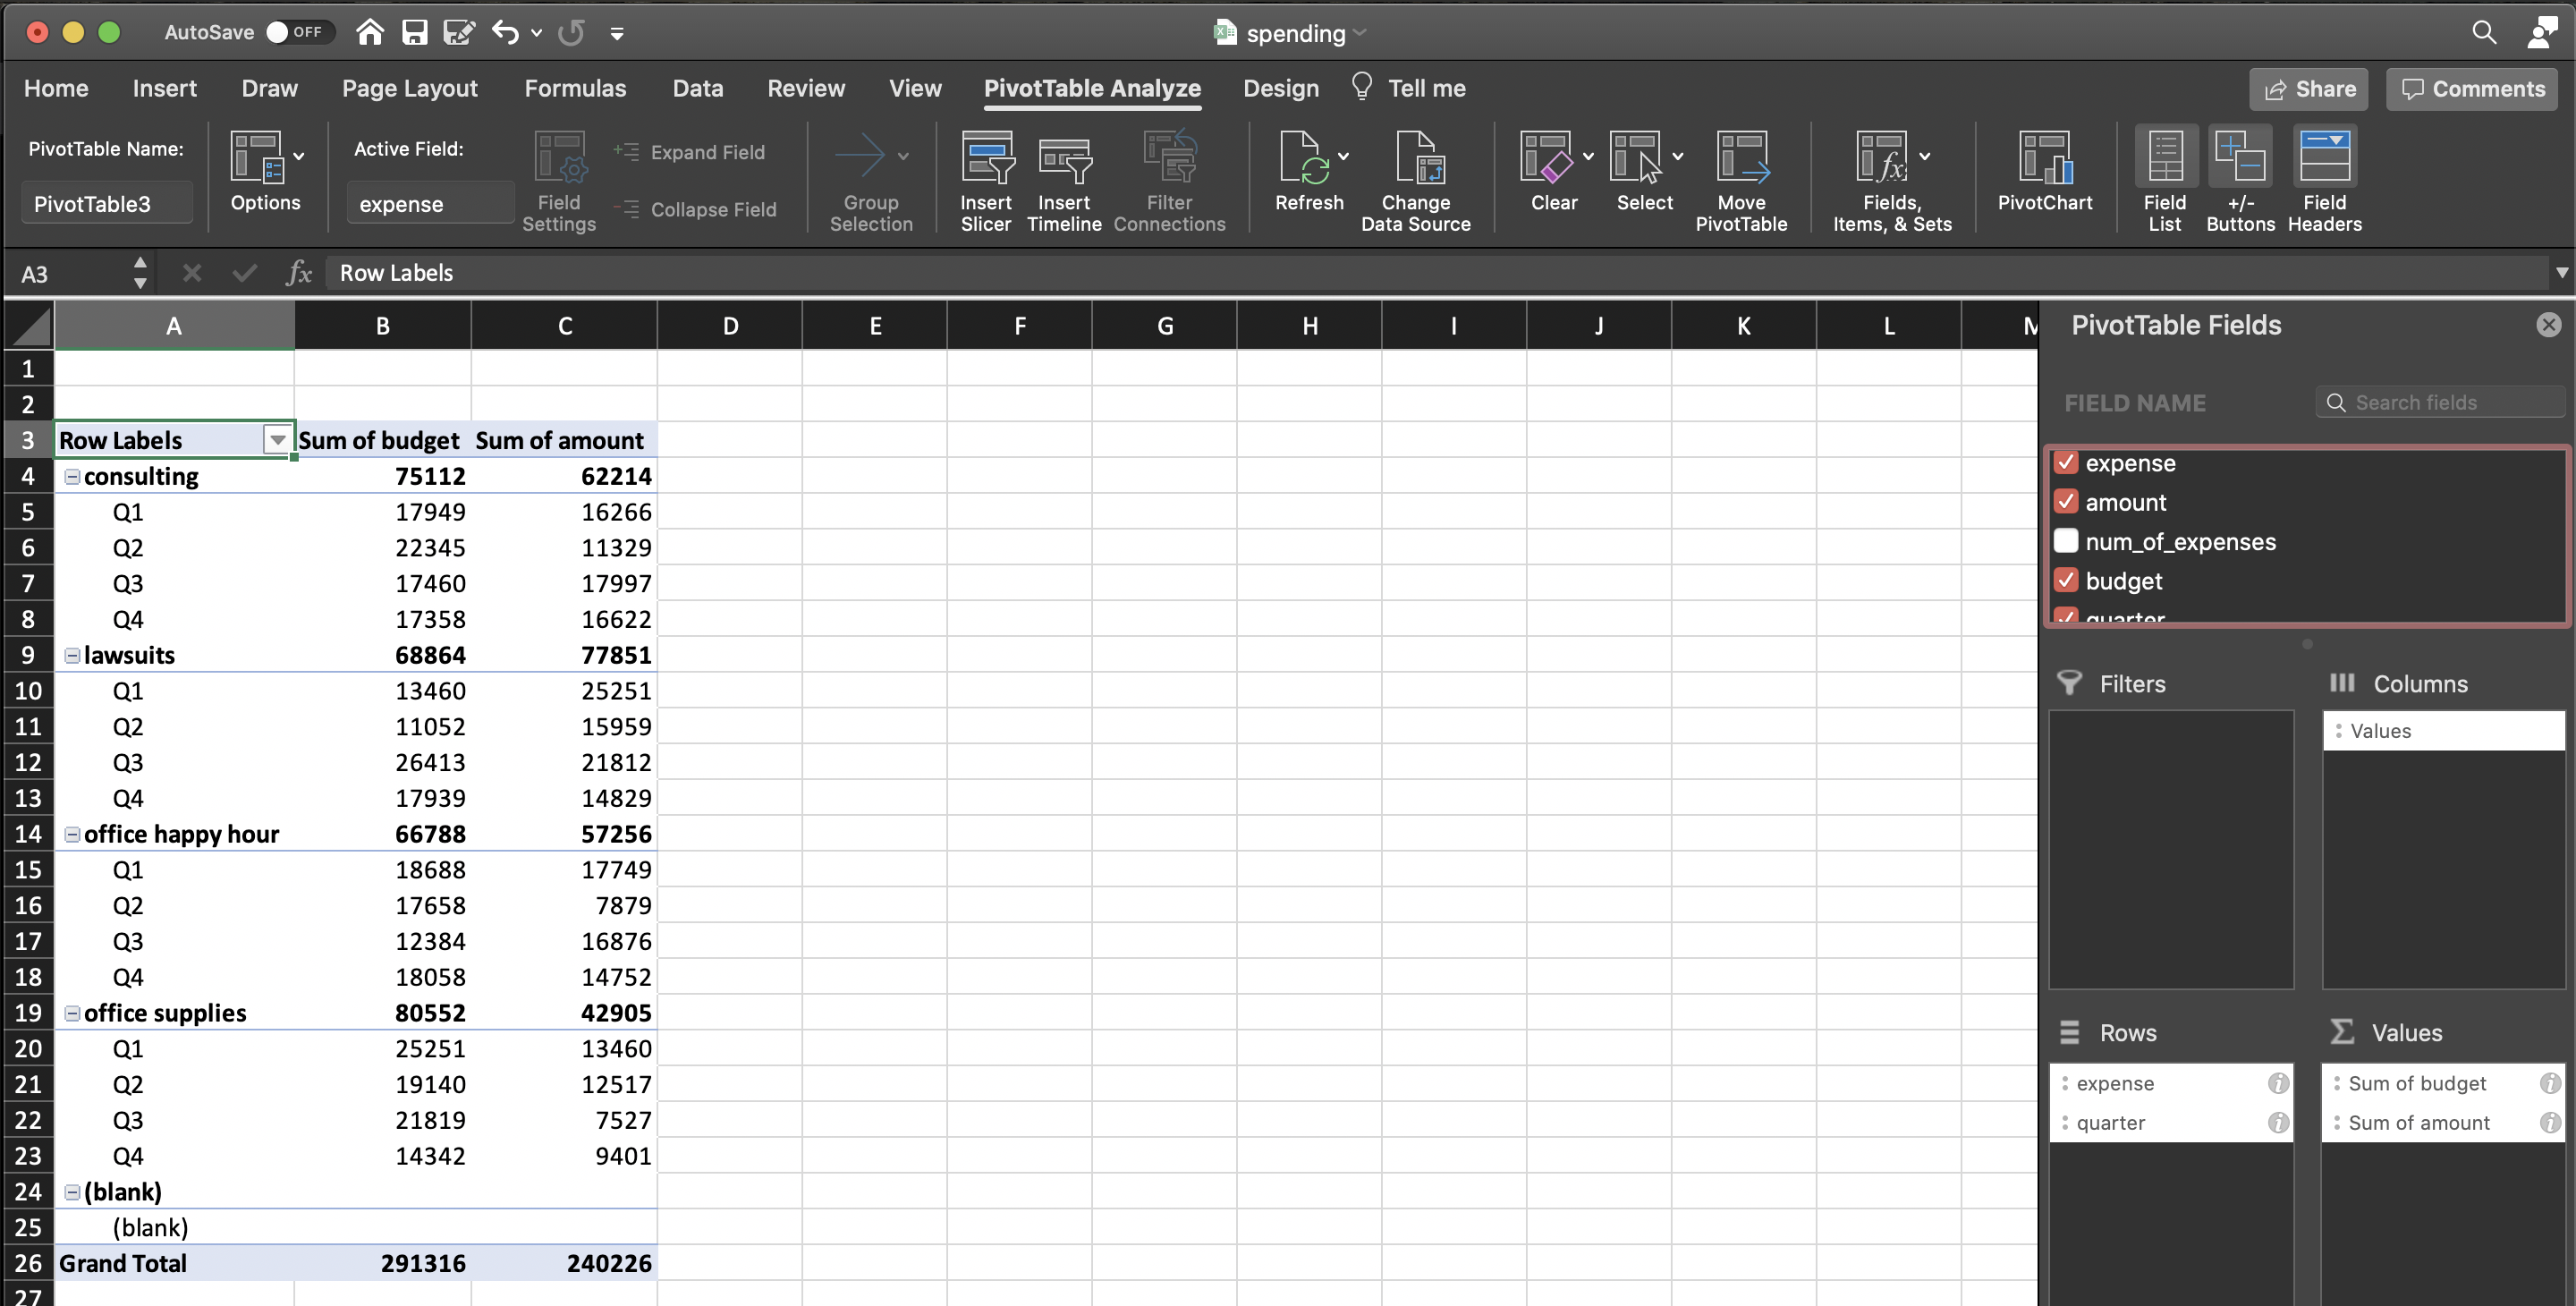 AutoSave OFF spending
Home Insert Draw Page Layout Formulas Data Review View PivotTable Analyze Design Tell me Share Comments
PivotTable Name:
PivotTable3
Options
Active Field:
expense
Field Settings
Expand Field
Collapse Field
Group Selection
Insert Slicer
Insert Timeline
Filter Connections
Refresh
Change Data Source
Clear
Select
Move PivotTable
Fields, Items, & Sets
PivotChart
Field List
+/- Buttons
Field Headers
A3 fx Row Labels
A B C D E F G H I J K L
1
2
3 Row Labels Sum of budget Sum of amount
4 consulting 75112 62214
5 Q1 17949 16266
6 Q2 22345 11329
7 Q3 17460 17997
8 Q4 17358 16622
9 lawsuits 68864 77851
10 Q1 13460 25251
11 Q2 11052 15959
12 Q3 26413 21812
13 Q4 17939 14829
14 office happy hour 66788 57256
15 Q1 18688 17749
16 Q2 17658 7879
17 Q3 12384 16876
18 Q4 18058 14752
19 office supplies 80552 42905
20 Q1 25251 13460
21 Q2 19140 12517
22 Q3 21819 7527
23 Q4 14342 9401
24 (blank)
25 (blank)
26 Grand Total 291316 240226
27
PivotTable Fields
FIELD NAME Search fields
expense
amount
num_of_expenses
budget
quarter
Filters
Columns
Values
Rows
expense
quarter
Values
Sum of budget
Sum of amount